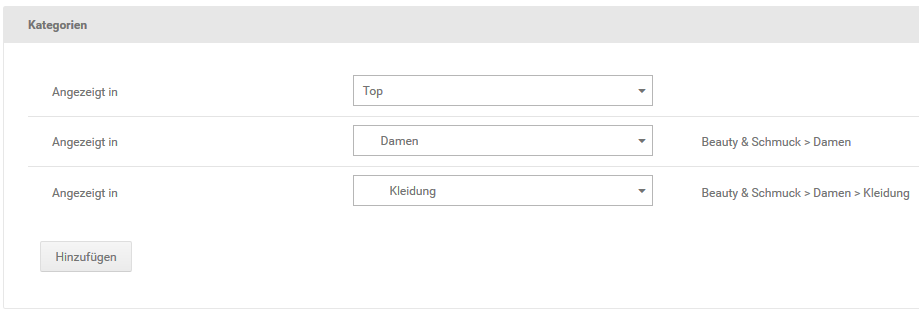 Kategorien
Angezeigt in Top
Angezeigt in Damen Beauty & Schmuck > Damen
Angezeigt in Kleidung Beauty & Schmuck > Damen > Kleidung
Hinzufügen